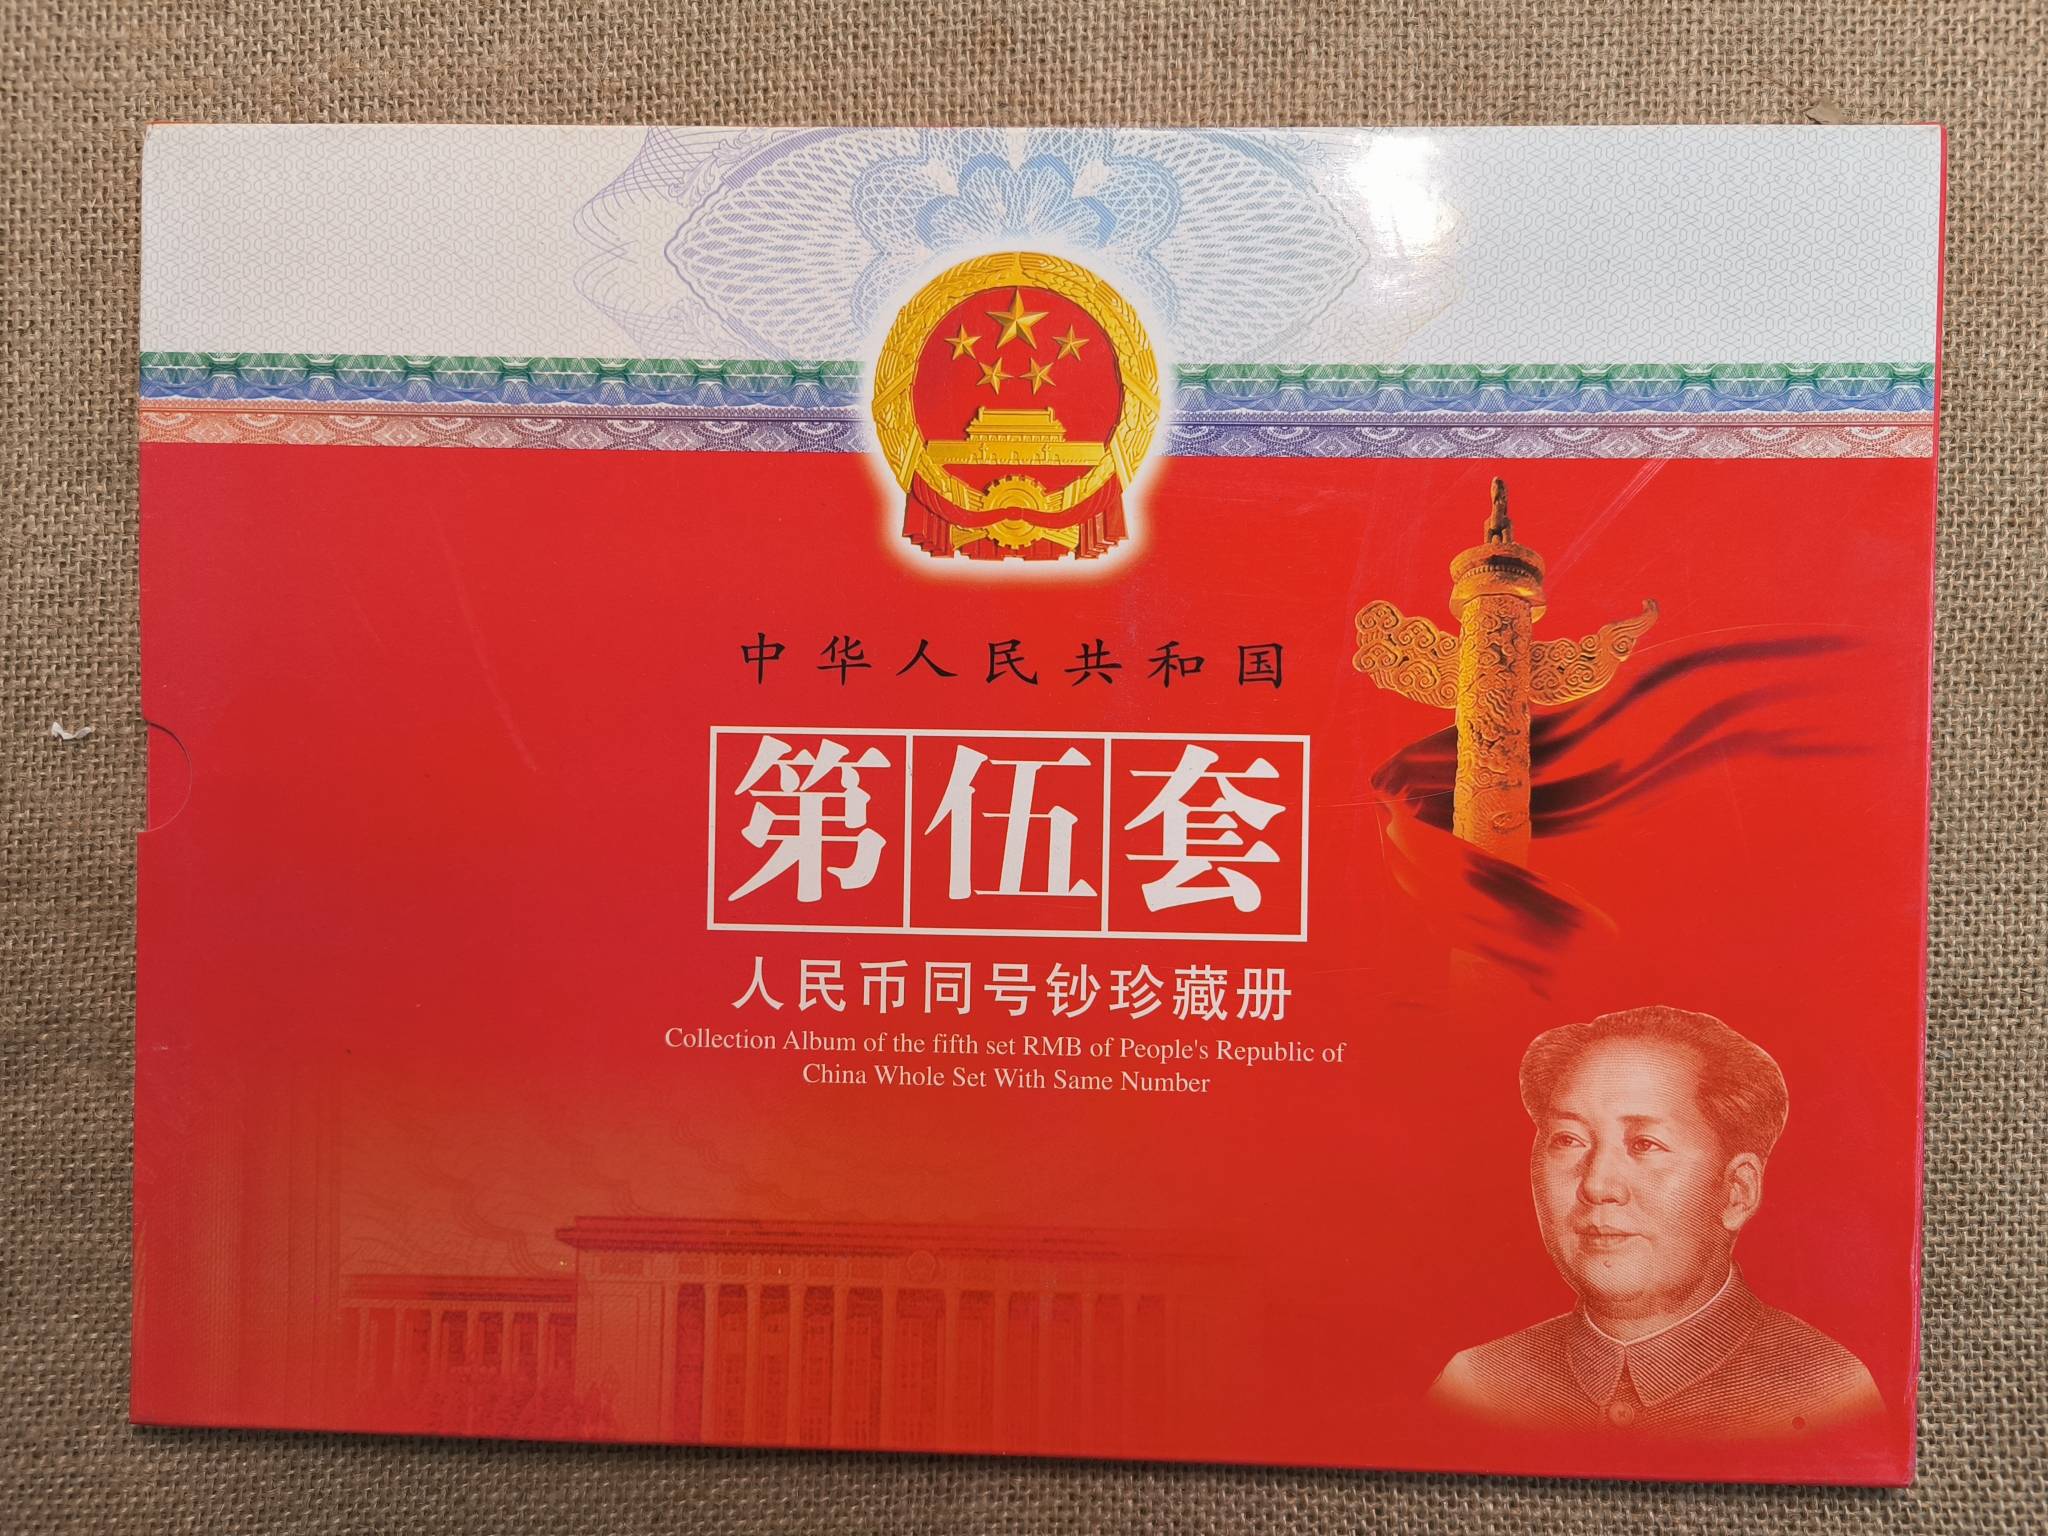 中华人民共和国
第伍套
人民币同号钞珍藏册
Collection Album of the fifth set RMB of People's Republic of
China Whole Set With Same Number